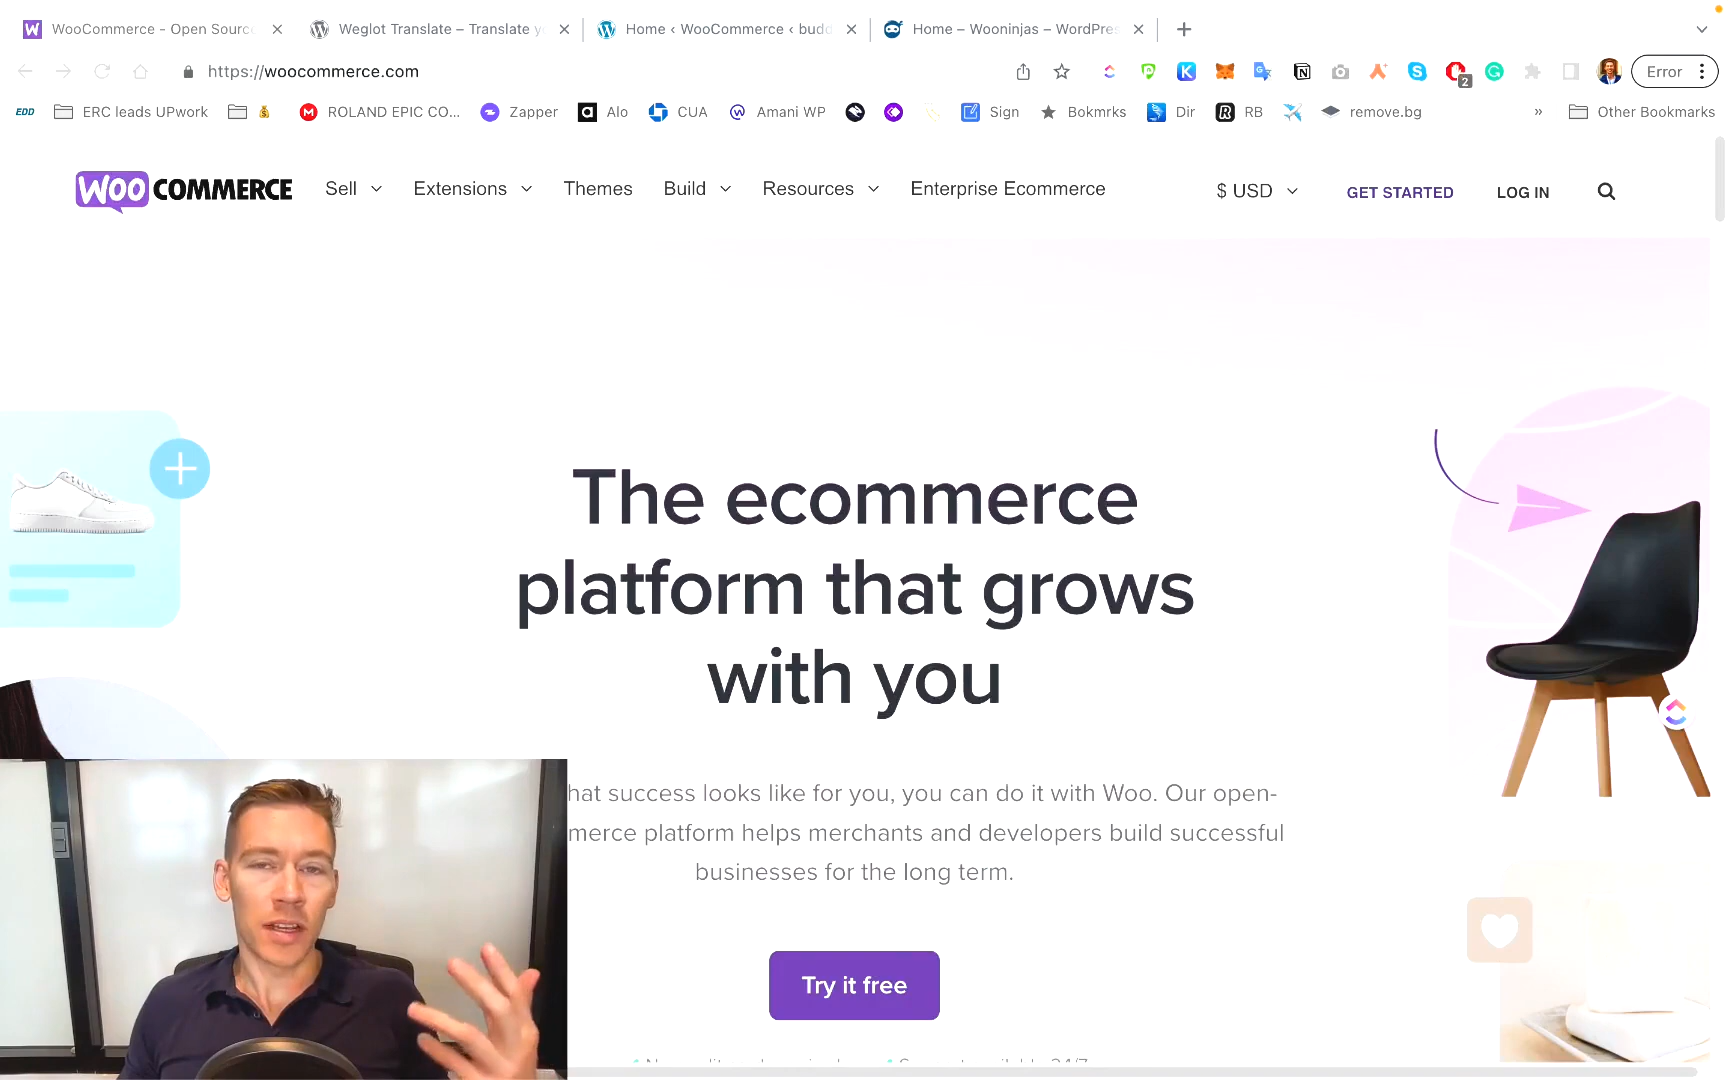 WooCommerce - Open Source
Weglot Translate – Translate yo
Home ‹ WooCommerce ‹ budd
Home – Wooninjas – WordPres
https://woocommerce.com
2
Error
EDD
ERC leads UPwork
ROLAND EPIC CO...
Zapper
Alo
CUA
Amani WP
Sign
Bokmrks
Dir
RB
remove.bg
»
Other Bookmarks
WOO COMMERCE
Sell
Extensions
Themes
Build
Resources
Enterprise Ecommerce
$ USD
GET STARTED
LOG IN
The ecommerce
platform that grows
with you
hat success looks like for you, you can do it with Woo. Our open-
merce platform helps merchants and developers build successful
businesses for the long term.
Try it free